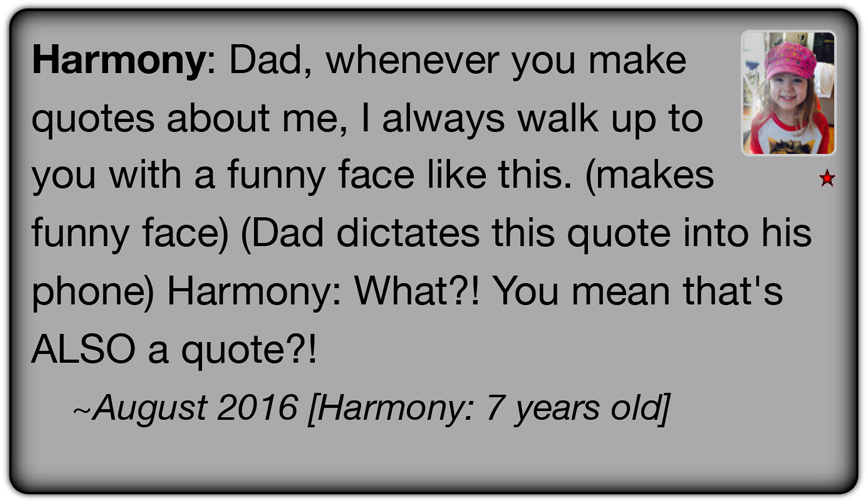 Harmony: Dad, whenever you make
quotes about me, I always walk up to
you with a funny face like this. (makes
funny face) (Dad dictates this quote into his
phone) Harmony: What?! You mean that's
ALSO a quote?!
~August 2016 [Harmony: 7 years old]